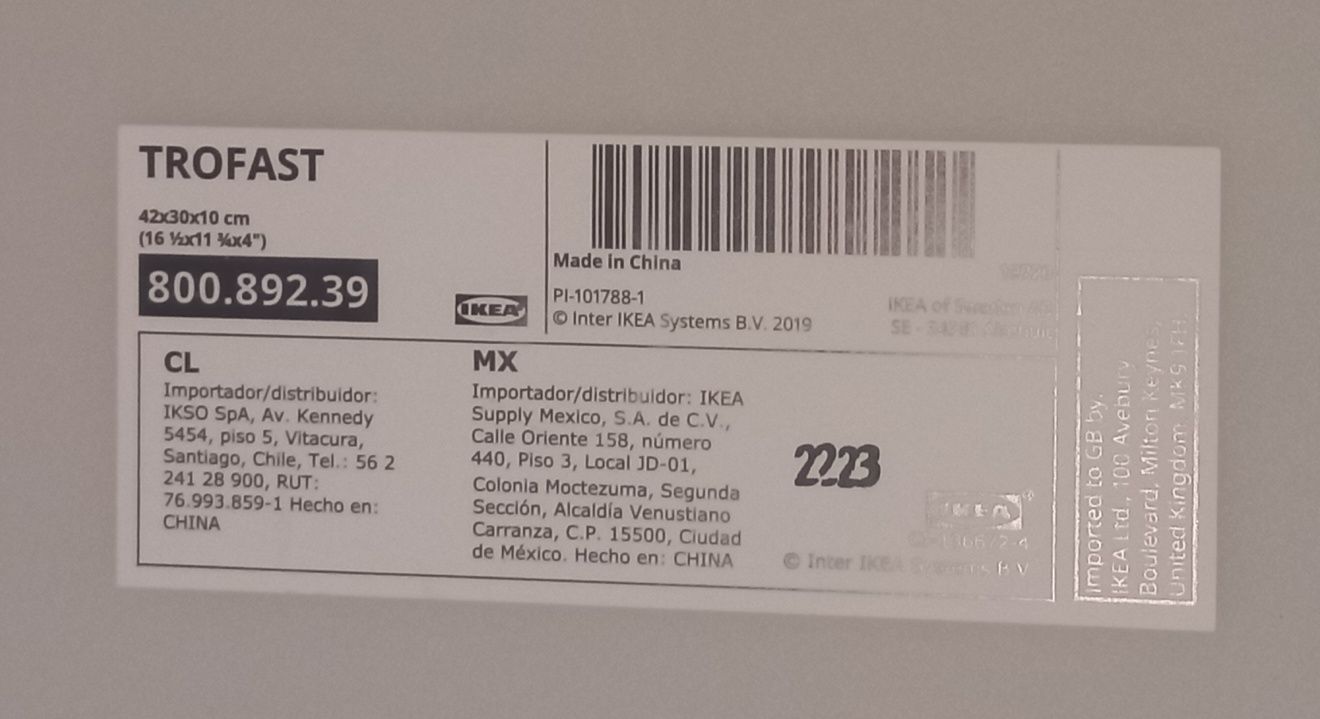 TROFAST
42x30x10 cm
(16 ½x11 ¾x4")
800.892.39
IKEA
Made in China
PI-101788-1
© Inter IKEA Systems B.V. 2019
IKEA of Sweden
SE -
CL
Importador/distribuidor:
IKSO SpA, Av. Kennedy
5454, piso 5, Vitacura,
Santiago, Chile, Tel.: 56 2
241 28 900, RUT:
76.993.859-1 Hecho en:
CHINA
MX
Importador/distribuidor: IKEA
Supply Mexico, S.A. de C.V.,
Calle Oriente 158, número
440, Piso 3, Local JD-01,
Colonia Moctezuma, Segunda
Sección, Alcaldía Venustiano
Carranza, C.P. 15500, Ciudad
de México. Hecho en: CHINA
2223
IKEA®
© Inter IKEA Systems B.V.
Imported to GB by:
IKEA Ltd., 100 Avebury
Boulevard, Milton Keynes,
United Kingdom, MK9 1FH